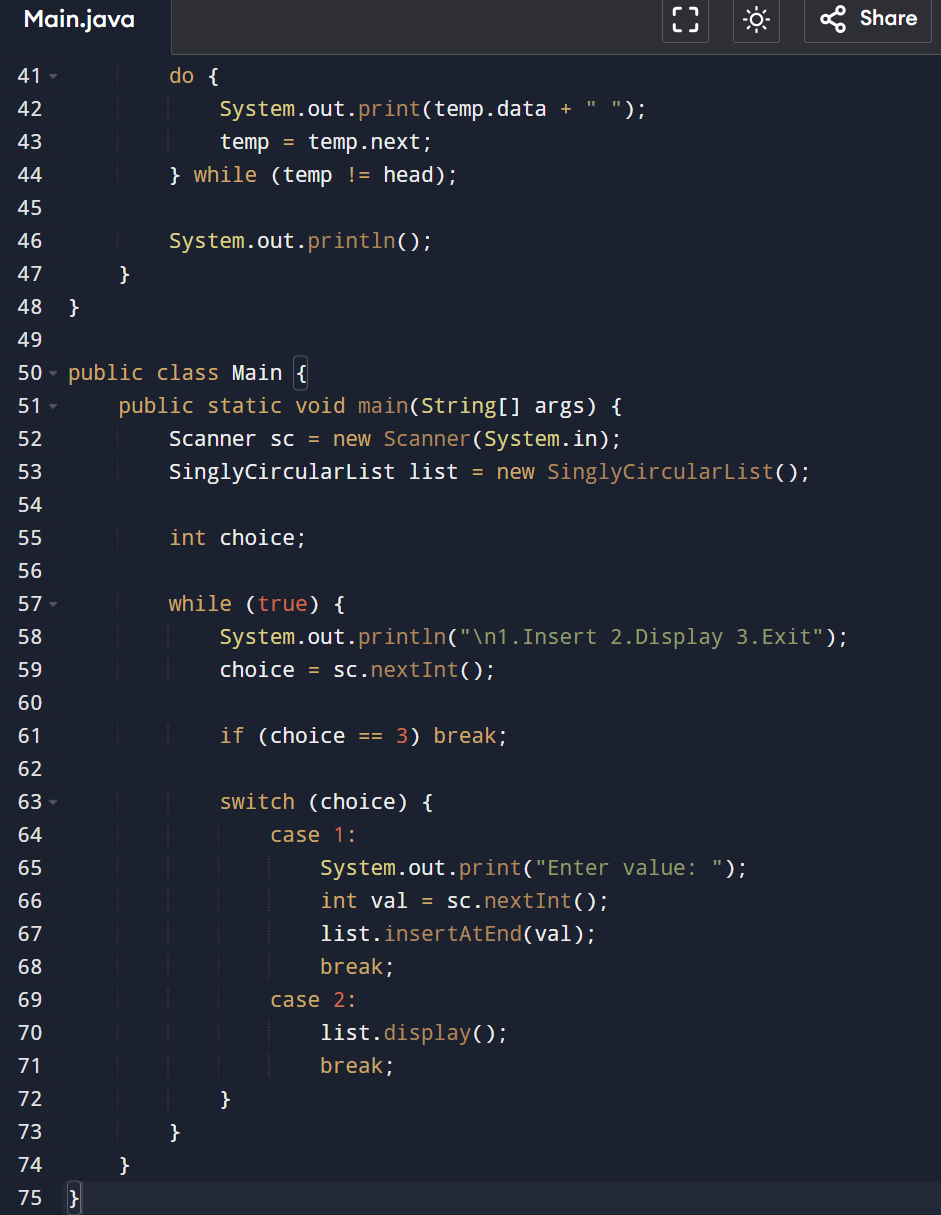 Main.java
Share
41 do {
42 System.out.print(temp.data + " ");
43 temp = temp.next;
44 } while (temp != head);
45
46 System.out.println();
47 }
48 }
49
50 public class Main {
51 public static void main(String[] args) {
52 Scanner sc = new Scanner(System.in);
53 SinglyCircularList list = new SinglyCircularList();
54
55 int choice;
56
57 while (true) {
58 System.out.println("\n1.Insert 2.Display 3.Exit");
59 choice = sc.nextInt();
60
61 if (choice == 3) break;
62
63 switch (choice) {
64 case 1:
65 System.out.print("Enter value: ");
66 int val = sc.nextInt();
67 list.insertAtEnd(val);
68 break;
69 case 2:
70 list.display();
71 break;
72 }
73 }
74 }
75 }